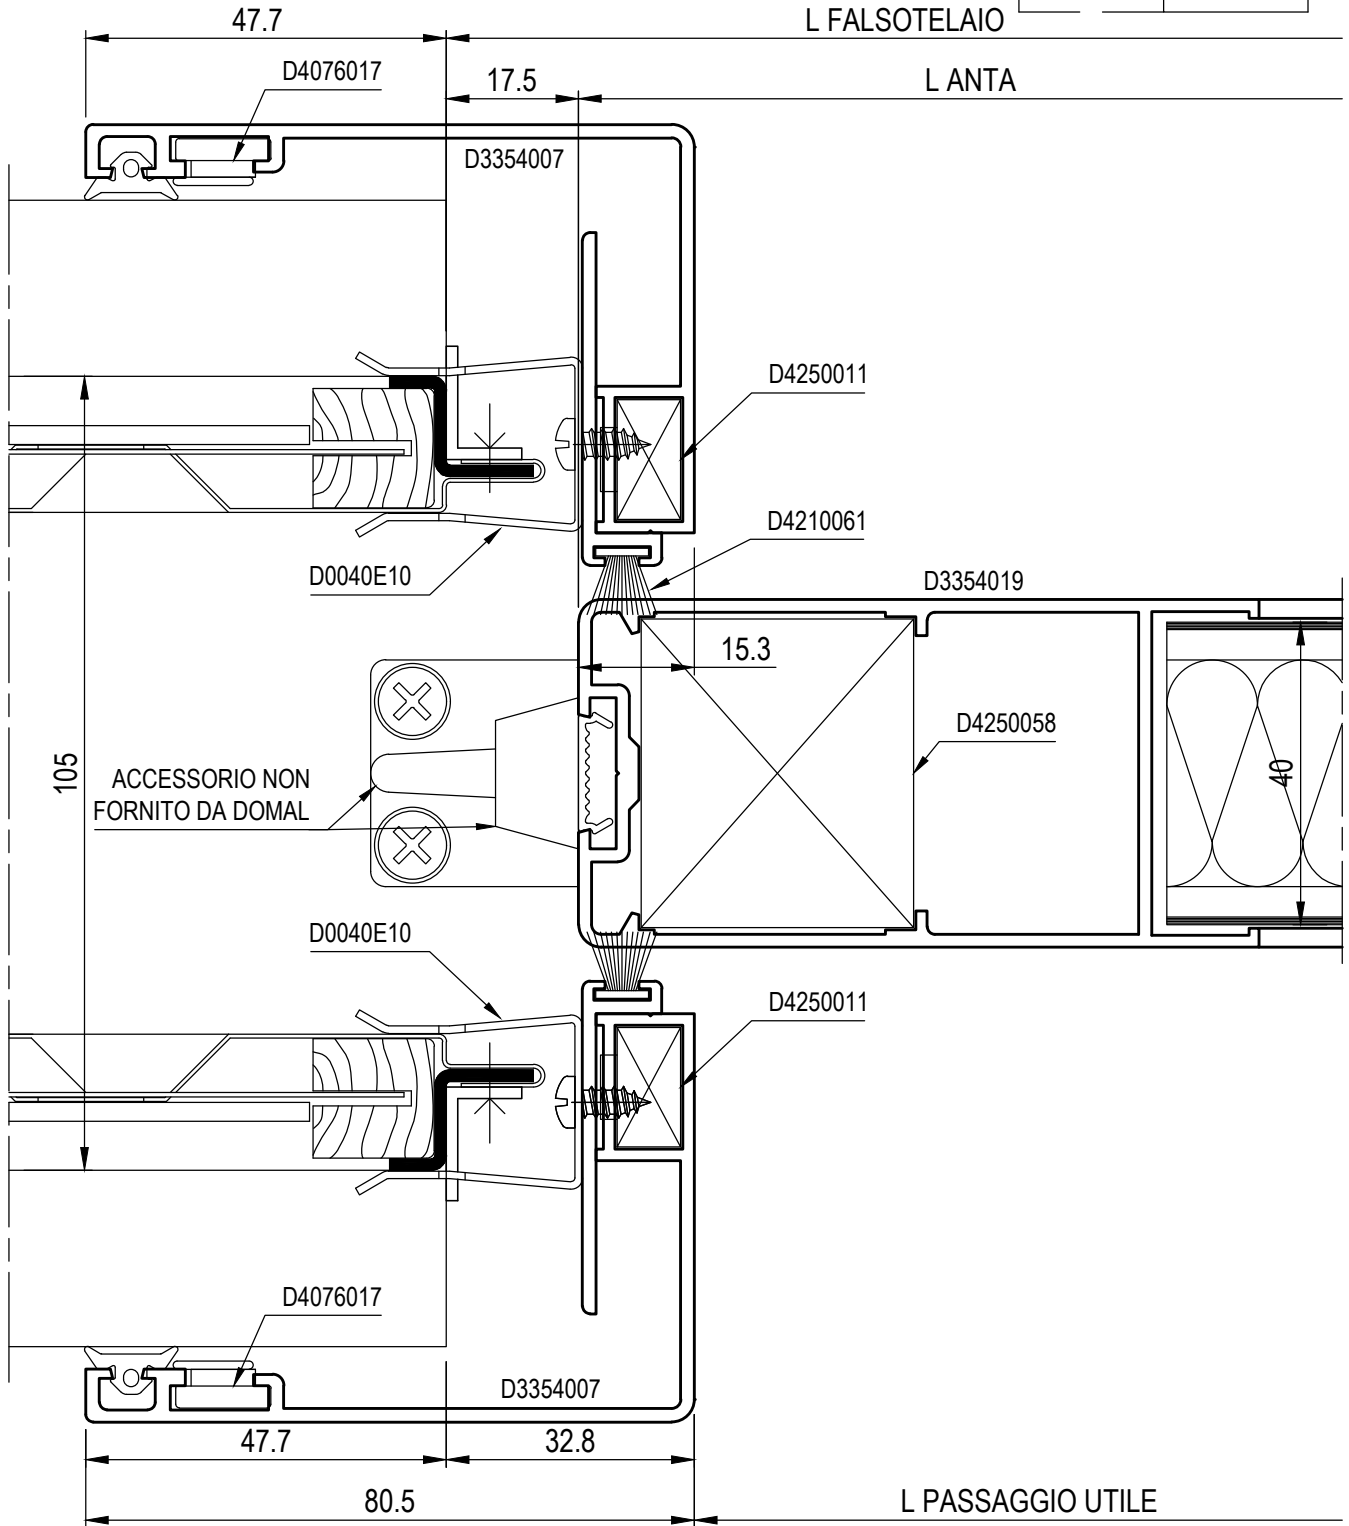 47.7
L FALSOTELAIO
D4076017
17.5
L ANTA
D3354007
D4250011
D4210061
D0040E10
D3354019
15.3
D4250058
40
105
ACCESSORIO NON
FORNITO DA DOMAL
D0040E10
D4250011
D4076017
D3354007
47.7
32.8
80.5
L PASSAGGIO UTILE